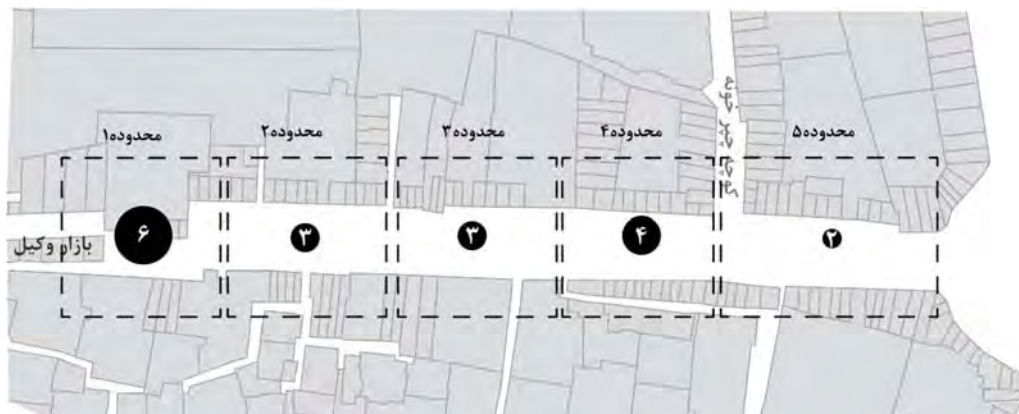 محدوده۵
محدوده۴
محدوده۳
محدوده۲
محدوده۱
۲
۴
۳
۳
۶
بازار وکیل